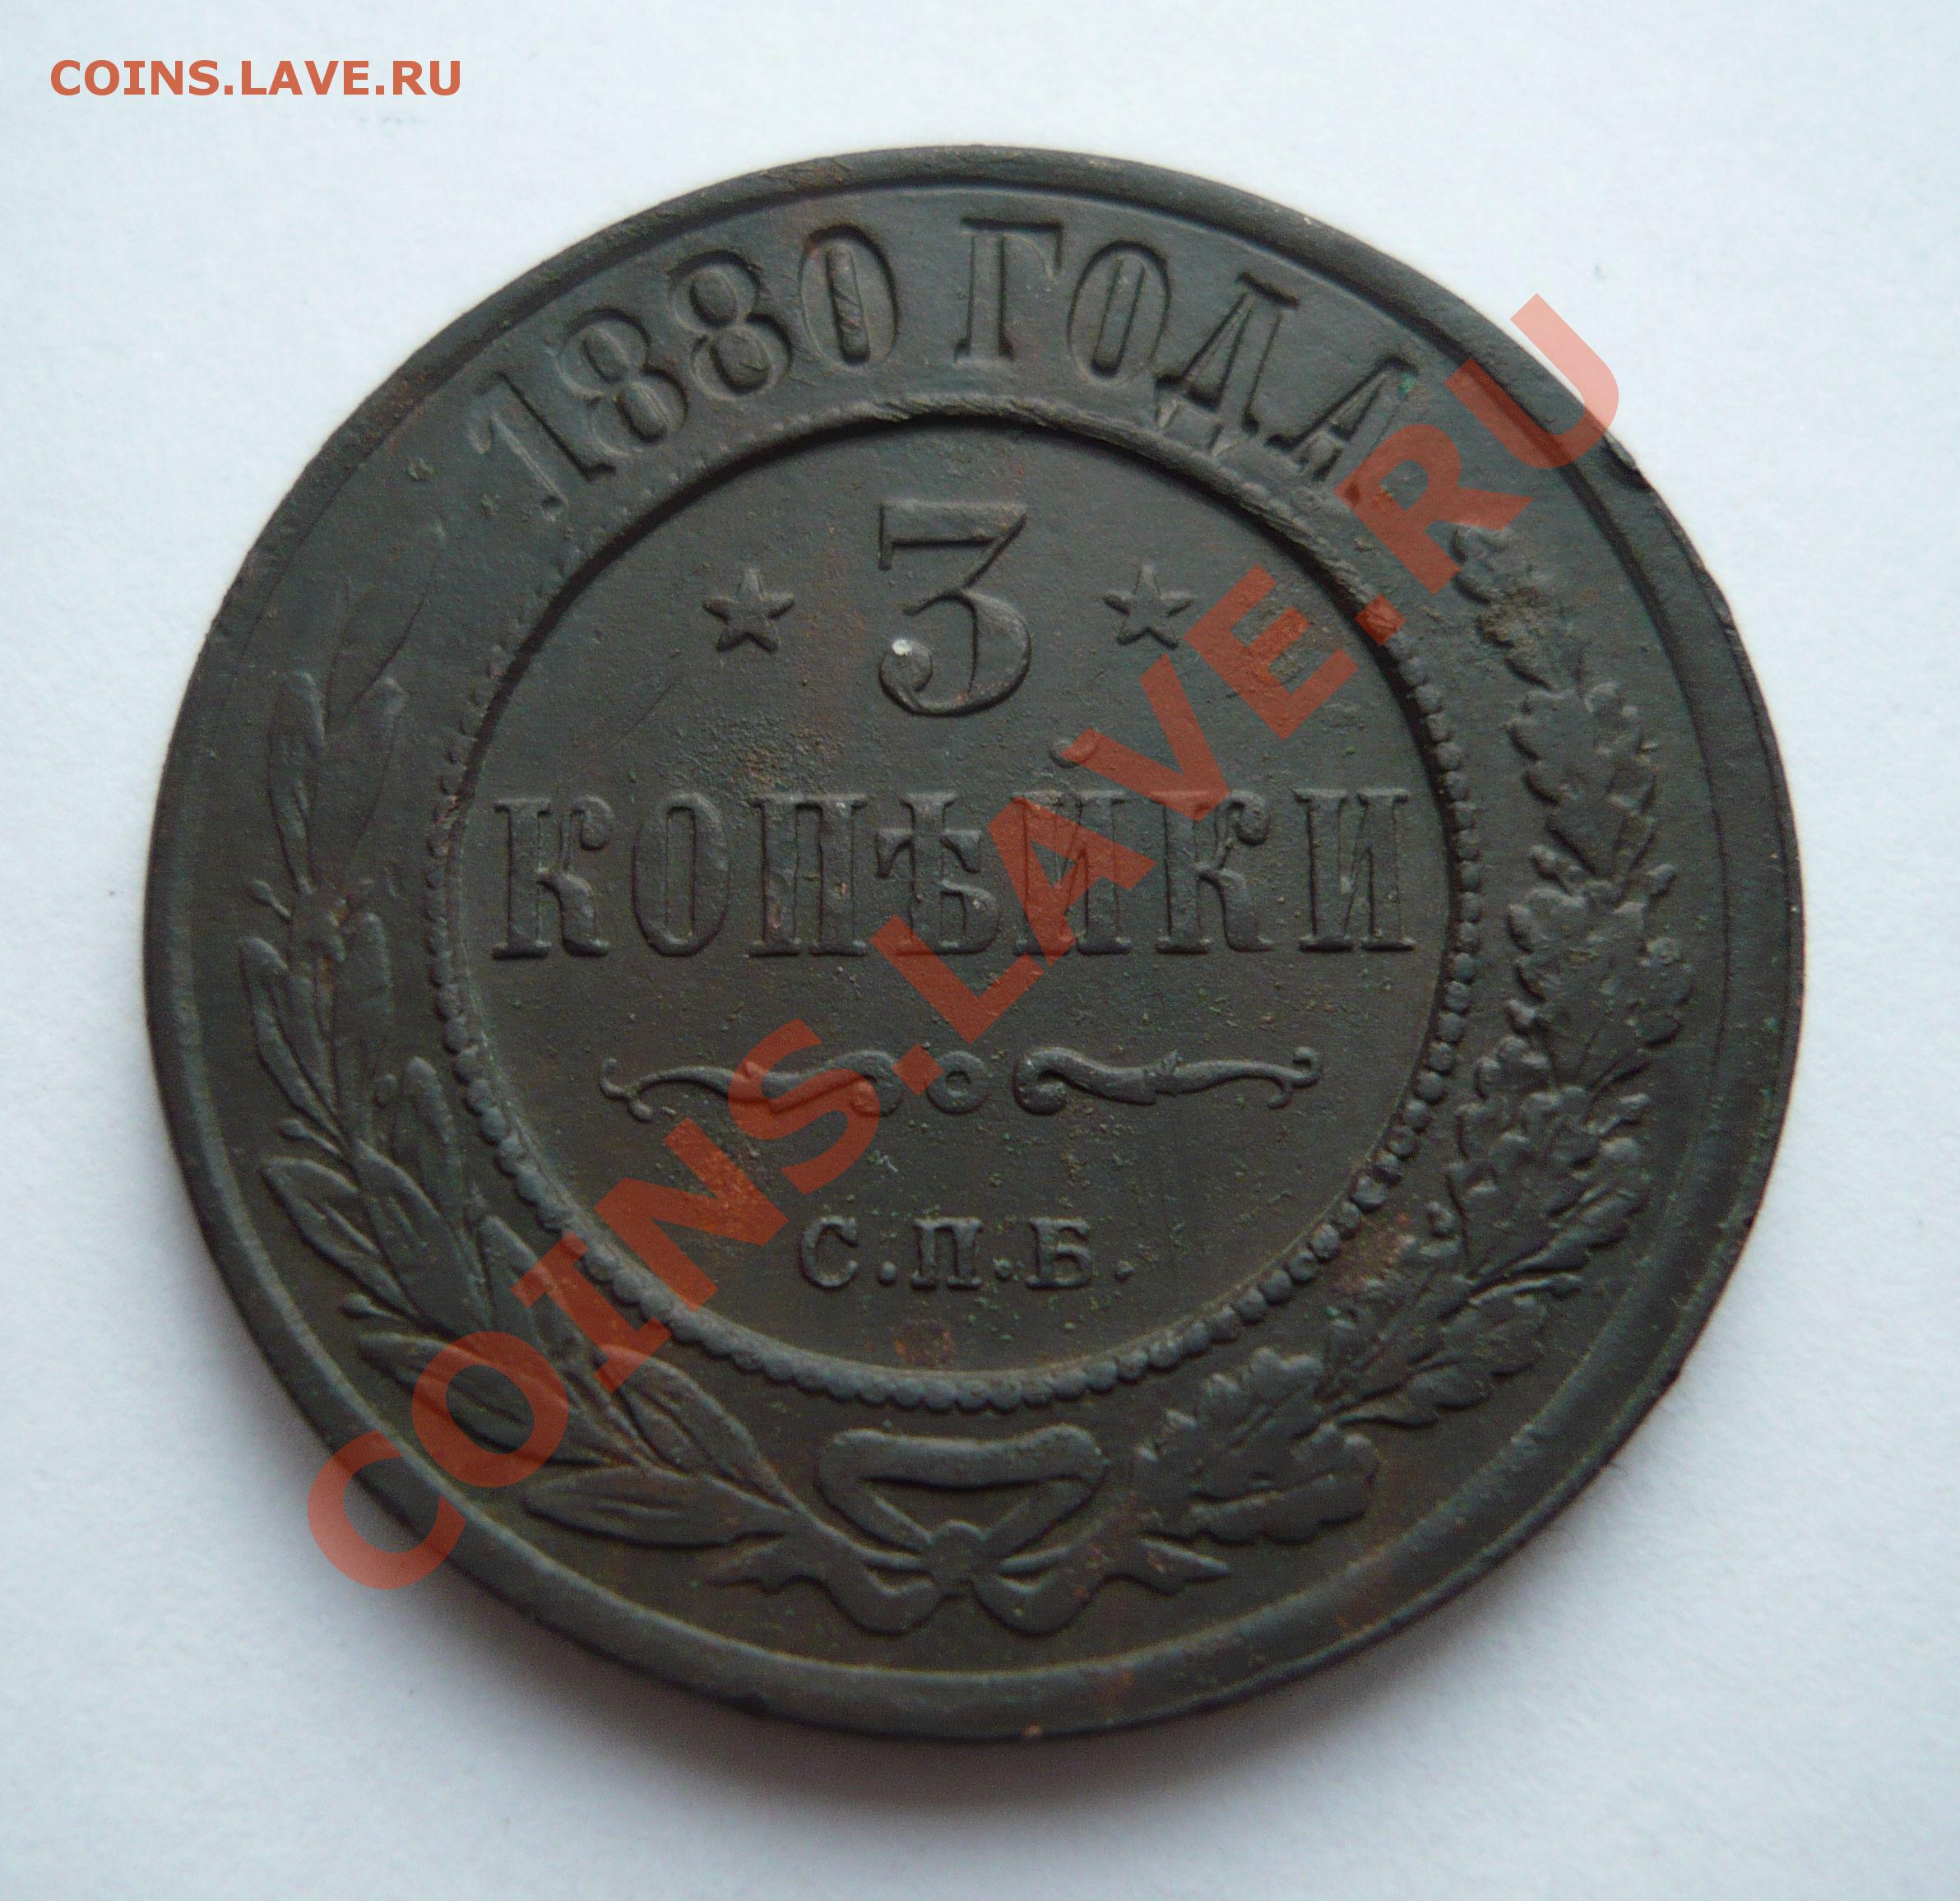 COINS.LAVE.RU
1880 ГОДА
★ 3 ★
КОПѢЙКИ
С.П.Б.
COINS.LAVE.RU